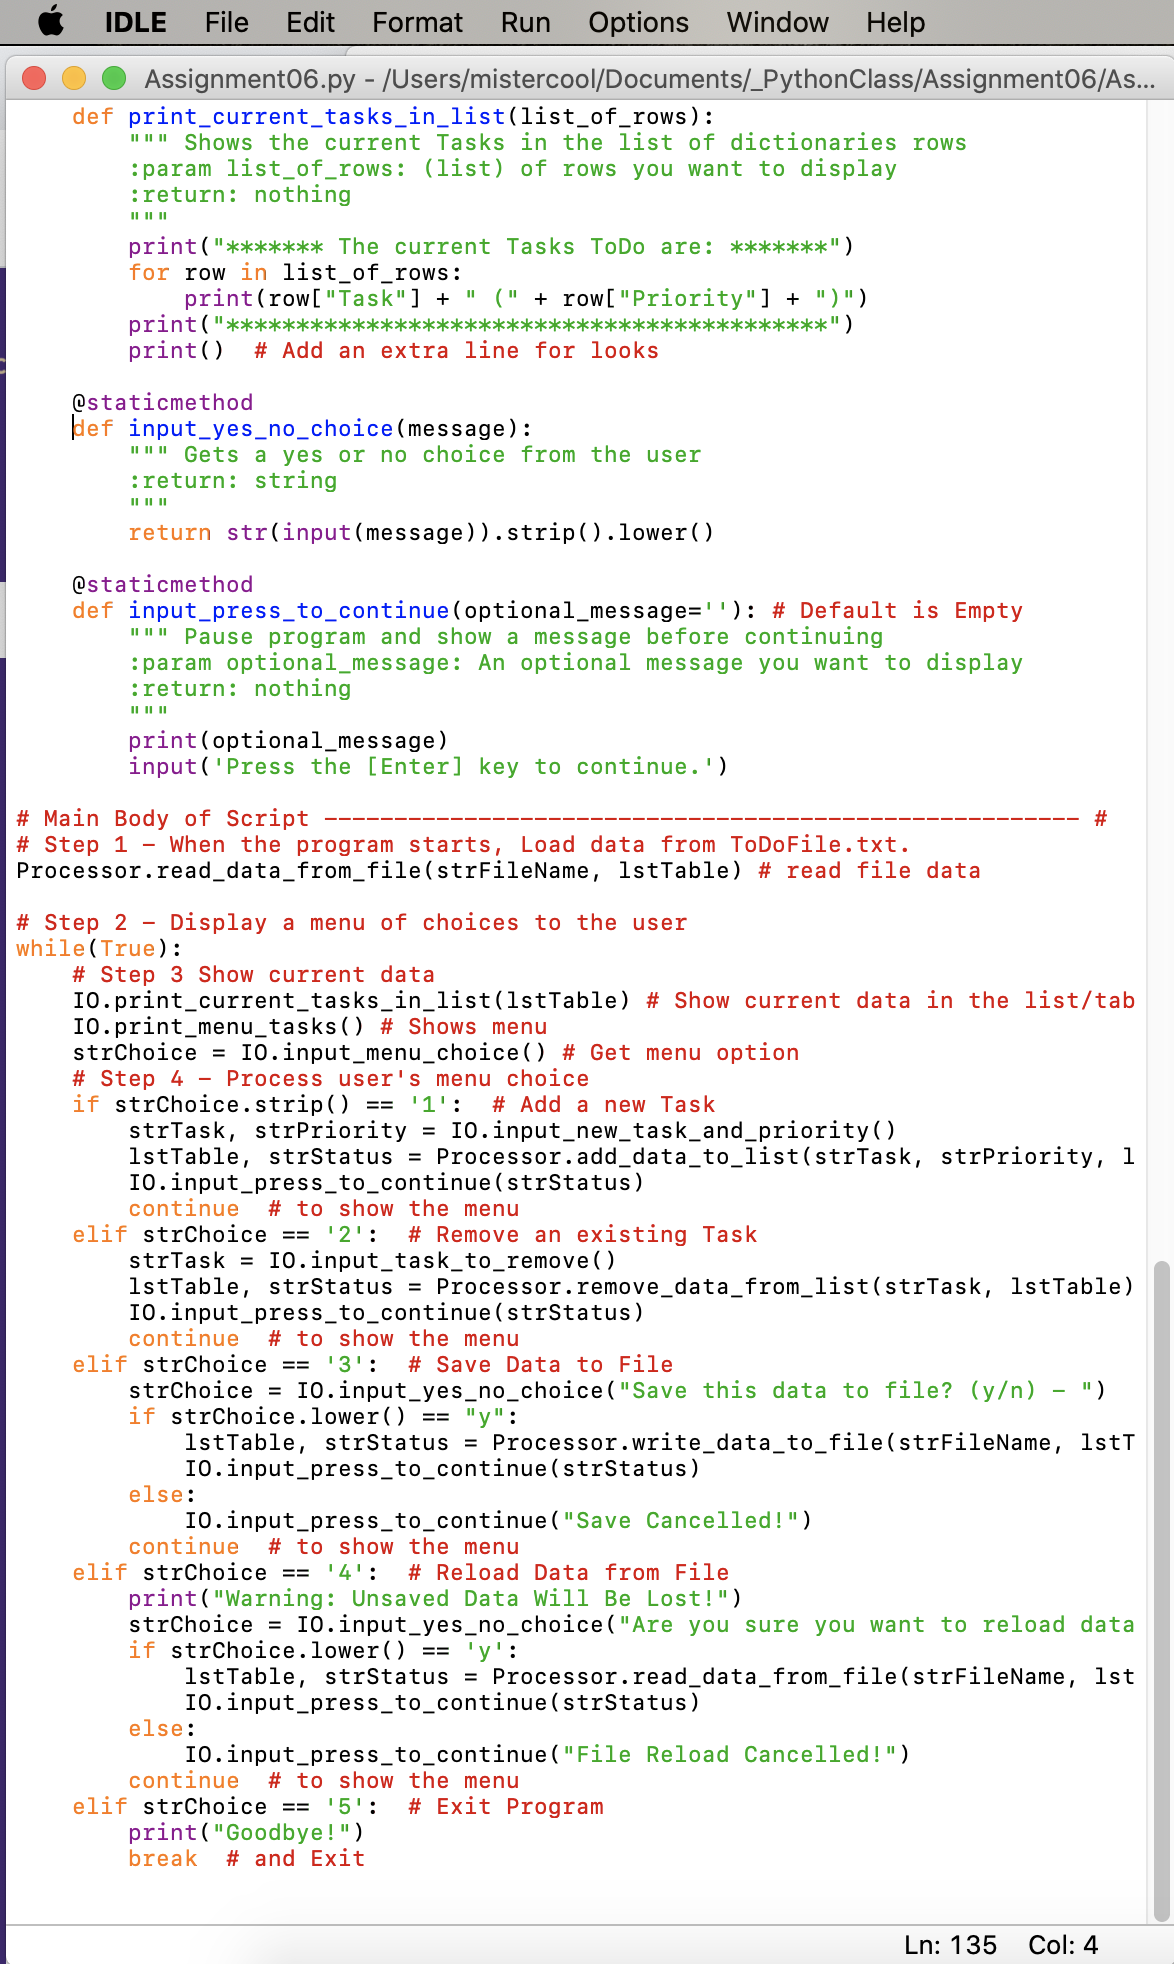 IDLE File Edit Format Run Options Window Help
Assignment06.py - /Users/mistercool/Documents/_PythonClass/Assignment06/As...
    def print_current_tasks_in_list(list_of_rows):
        """ Shows the current Tasks in the list of dictionaries rows
        :param list_of_rows: (list) of rows you want to display
        :return: nothing
        """
        print("******* The current Tasks ToDo are: *******")
        for row in list_of_rows:
            print(row["Task"] + " (" + row["Priority"] + ")")
        print("*******************************************")
        print()  # Add an extra line for looks
    @staticmethod
    def input_yes_no_choice(message):
        """ Gets a yes or no choice from the user
        :return: string
        """
        return str(input(message)).strip().lower()
    @staticmethod
    def input_press_to_continue(optional_message=''): # Default is Empty
        """ Pause program and show a message before continuing
        :param optional_message: An optional message you want to display
        :return: nothing
        """
        print(optional_message)
        input('Press the [Enter] key to continue.')
# Main Body of Script ------------------------------------------------------ #
# Step 1 - When the program starts, Load data from ToDoFile.txt.
Processor.read_data_from_file(strFileName, lstTable) # read file data
# Step 2 - Display a menu of choices to the user
while(True):
    # Step 3 Show current data
    IO.print_current_tasks_in_list(lstTable) # Show current data in the list/tab
    IO.print_menu_tasks() # Shows menu
    strChoice = IO.input_menu_choice() # Get menu option
    # Step 4 - Process user's menu choice
    if strChoice.strip() == '1':  # Add a new Task
        strTask, strPriority = IO.input_new_task_and_priority()
        lstTable, strStatus = Processor.add_data_to_list(strTask, strPriority, l
        IO.input_press_to_continue(strStatus)
        continue  # to show the menu
    elif strChoice == '2':  # Remove an existing Task
        strTask = IO.input_task_to_remove()
        lstTable, strStatus = Processor.remove_data_from_list(strTask, lstTable)
        IO.input_press_to_continue(strStatus)
        continue  # to show the menu
    elif strChoice == '3':  # Save Data to File
        strChoice = IO.input_yes_no_choice("Save this data to file? (y/n) - ")
        if strChoice.lower() == "y":
            lstTable, strStatus = Processor.write_data_to_file(strFileName, lstT
            IO.input_press_to_continue(strStatus)
        else:
            IO.input_press_to_continue("Save Cancelled!")
        continue  # to show the menu
    elif strChoice == '4':  # Reload Data from File
        print("Warning: Unsaved Data Will Be Lost!")
        strChoice = IO.input_yes_no_choice("Are you sure you want to reload data
        if strChoice.lower() == 'y':
            lstTable, strStatus = Processor.read_data_from_file(strFileName, lst
            IO.input_press_to_continue(strStatus)
        else:
            IO.input_press_to_continue("File Reload Cancelled!")
        continue  # to show the menu
    elif strChoice == '5':  # Exit Program
        print("Goodbye!")
        break  # and Exit
Ln: 135 Col: 4